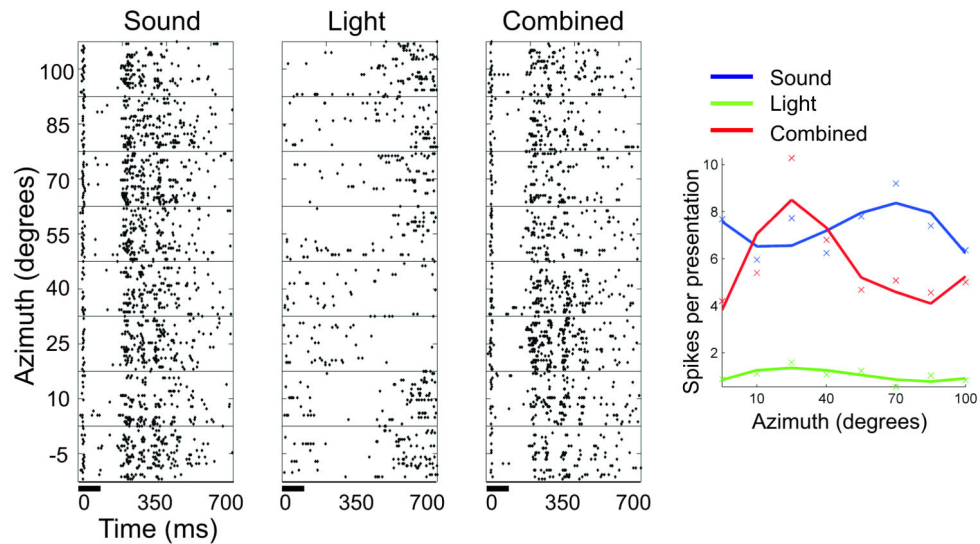 Sound
Light
Combined
Azimuth (degrees)
100
85
70
55
40
25
10
-5
0 350 700
0 350 700
0 350 700
Time (ms)
Sound
Light
Combined
Spikes per presentation
10
8
6
4
2
10 40 70 100
Azimuth (degrees)